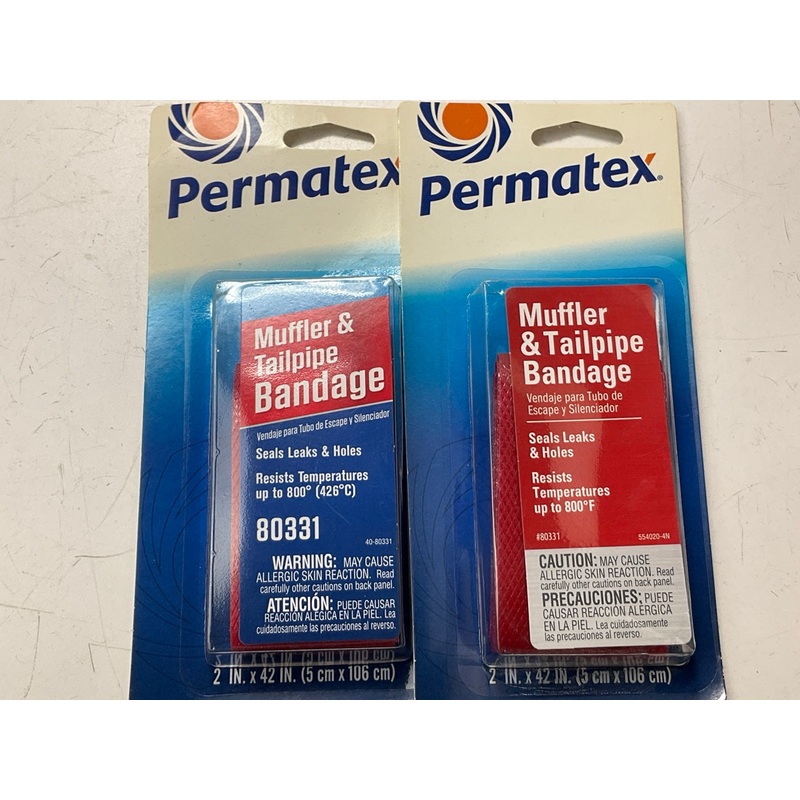 Permatex
Muffler &
Tailpipe
Bandage
Vendaje para Tubo de Escape y Silenciador
Seals Leaks & Holes
Resists Temperatures
up to 800° (426°C)
80331
40-80331
WARNING: MAY CAUSE
ALLERGIC SKIN REACTION. Read
carefully other cautions on back panel.
ATENCIÓN: PUEDE CAUSAR
REACCIÓN ALÉGICA EN LA PIEL. Lea
cuidadosamente las precauciones al reverso.
2 IN. x 42 IN. (5 cm x 106 cm)
Permatex®
Muffler
& Tailpipe
Bandage
Vendaje para Tubo de
Escape y Silenciador
Seals Leaks
& Holes
Resists
Temperatures
up to 800°F
#80331 554020-4N
CAUTION: MAY CAUSE
ALLERGIC SKIN REACTION. Read
carefully other cautions on back panel.
PRECAUCIONES: PUEDE
CAUSAR REACCIÓN ALÉRGICA
EN LA PIEL. Lea cuidadosamente
las precauciones al reverso.
2 IN. x 42 IN. (5 cm x 106 cm)